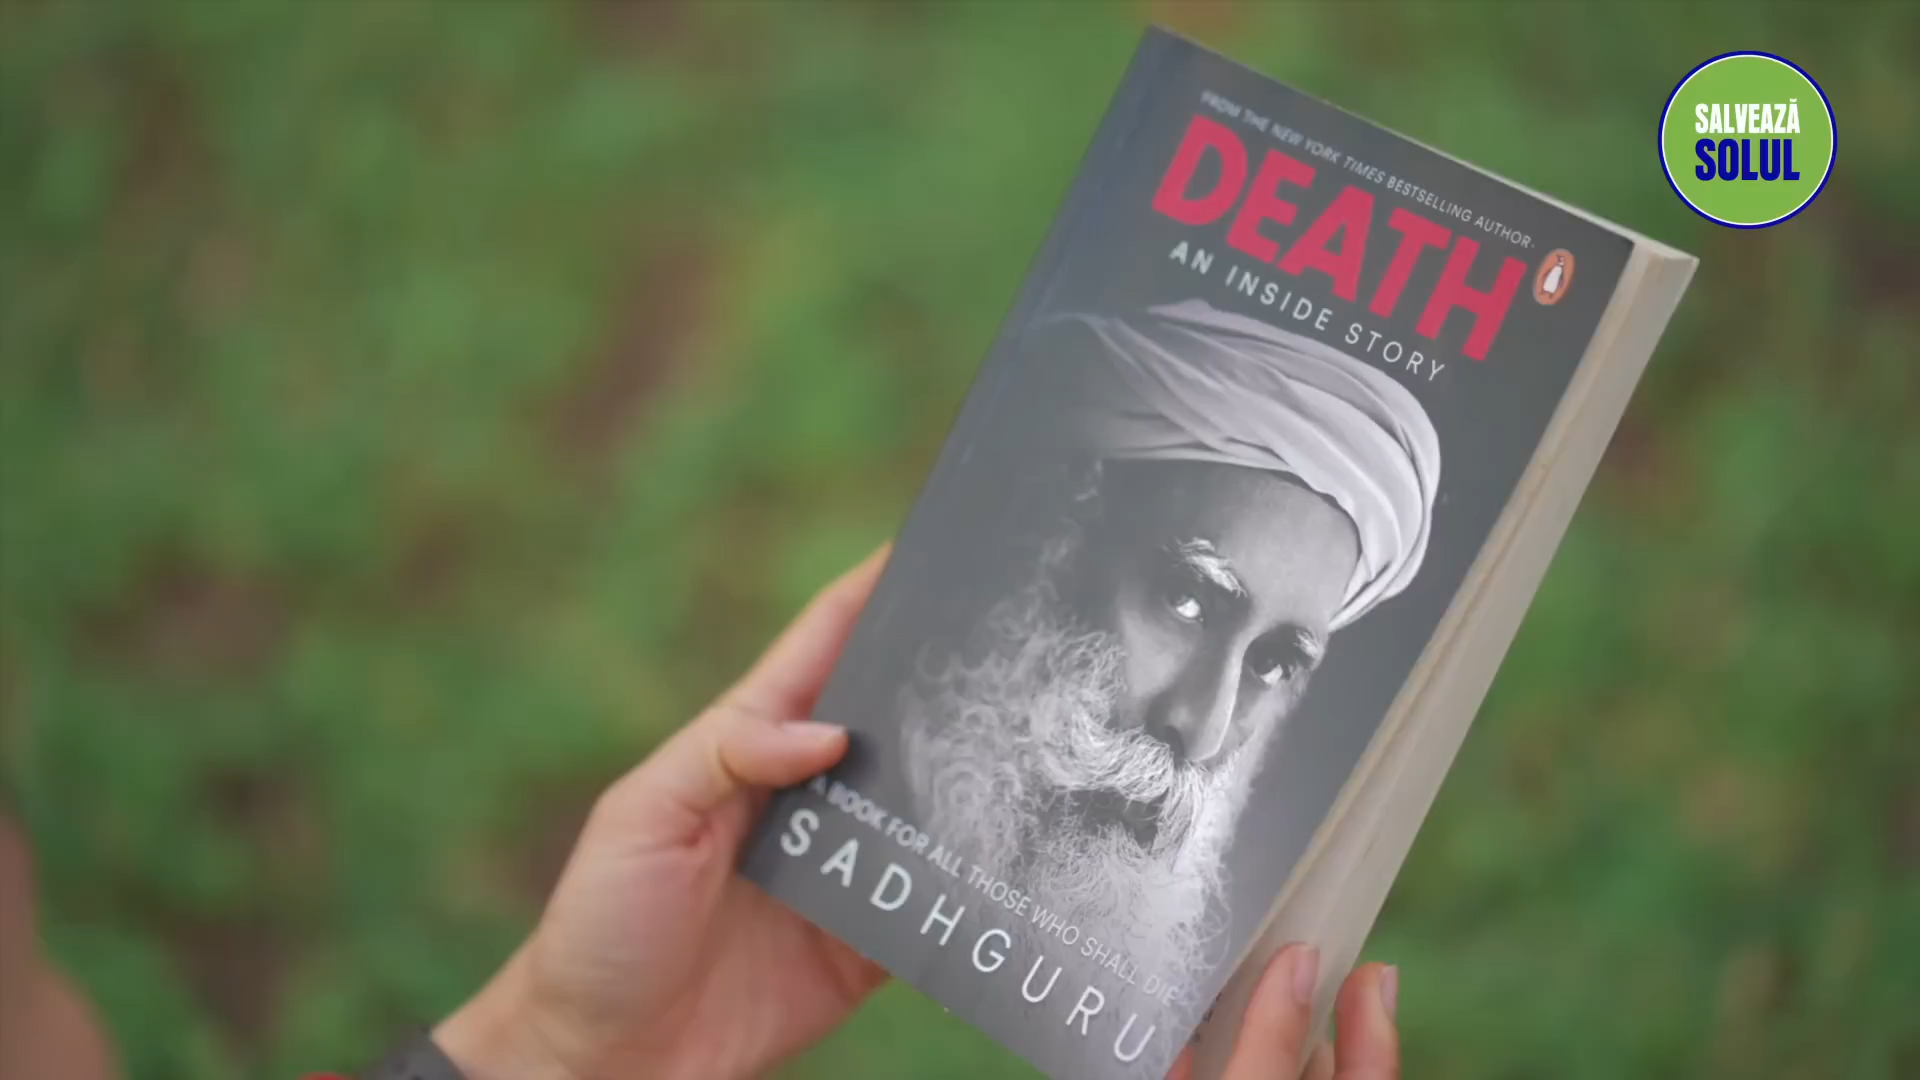 FROM THE NEW YORK TIMES BESTSELLING AUTHOR
DEATH
AN INSIDE STORY
A BOOK FOR ALL THOSE WHO SHALL DIE
SADHGURU
SALVEAZĂ
SOLUL